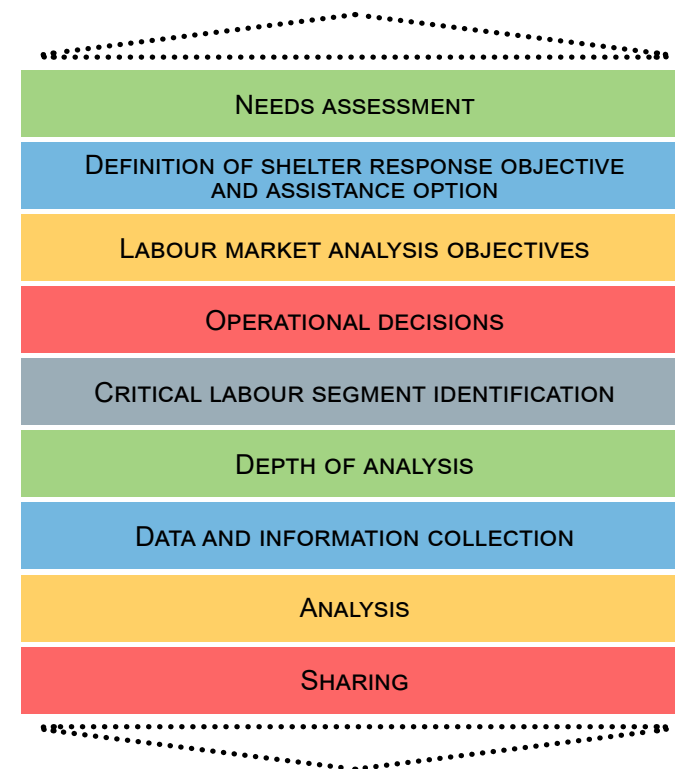 Needs assessment
Definition of shelter response objective
and assistance option
Labour market analysis objectives
Operational decisions
Critical labour segment identification
Depth of analysis
Data and information collection
Analysis
Sharing